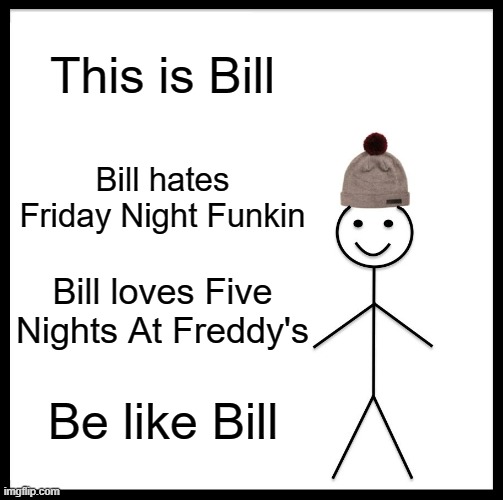 This is Bill
Bill hates
Friday Night Funkin
Bill loves Five
Nights At Freddy's
Be like Bill
imgflip.com